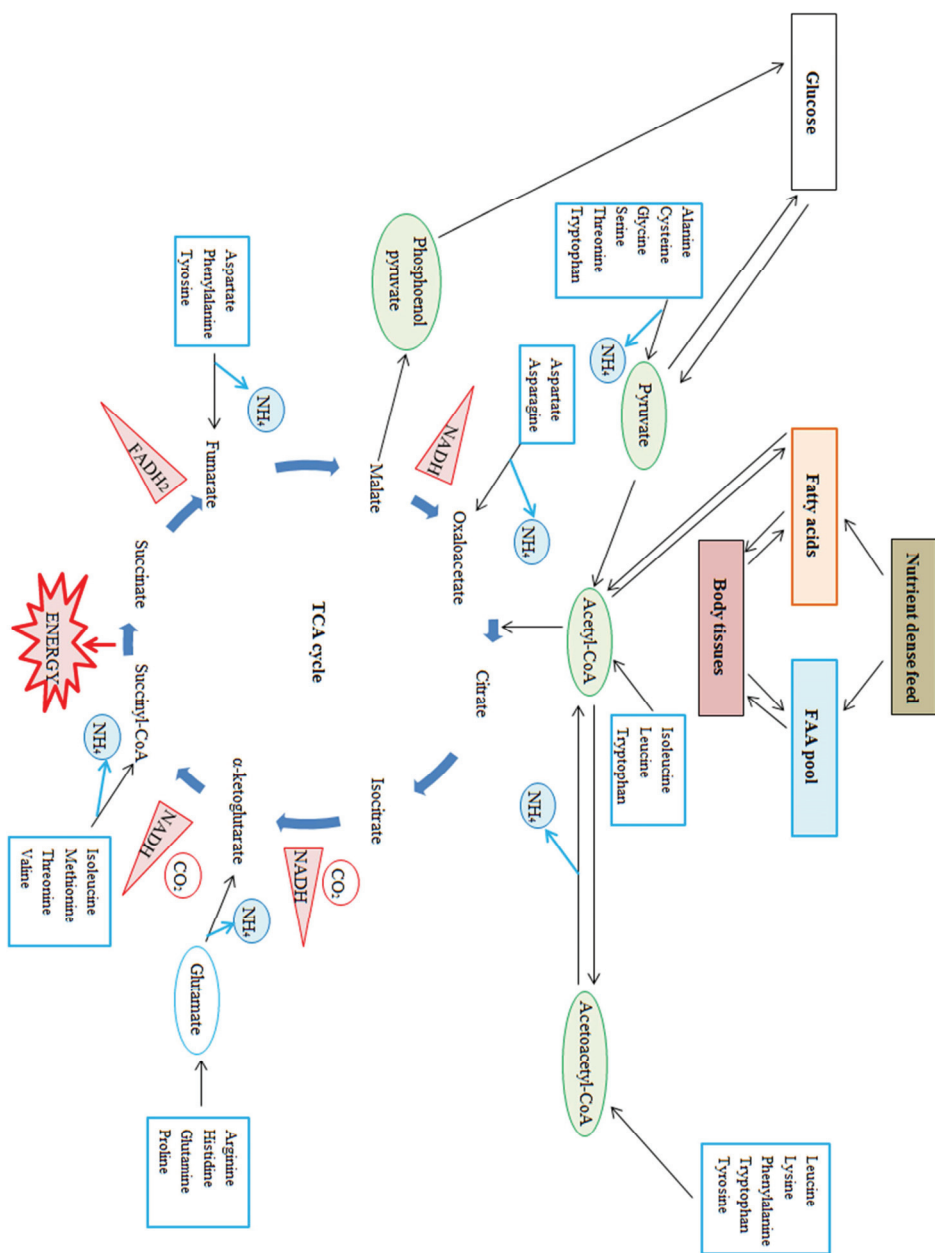 Nutrient dense feed
Fatty acids
FAA pool
Body tissues
Glucose
Alanine
Cysteine
Glycine
Serine
Threonine
Tryptophan
NH₄
Pyruvate
Acetyl-CoA
Isoleucine
Leucine
Tryptophan
NH₄
Acetoacetyl-CoA
Leucine
Lysine
Phenylalanine
Tryptophan
Tyrosine
Phosphoenol
pyruvate
Aspartate
Asparagine
NH₄
NADH
Oxaloacetate
Citrate
Malate
Isocitrate
TCA cycle
CO₂
NADH
Aspartate
Phenylalanine
Tyrosine
NH₄
Fumarate
α-ketoglutarate
NH₄
Glutamate
Arginine
Histidine
Glutamine
Proline
FADH²
Succinate
Succinyl-CoA
NADH
CO₂
ENERGY
NH₄
Isoleucine
Methionine
Threonine
Valine